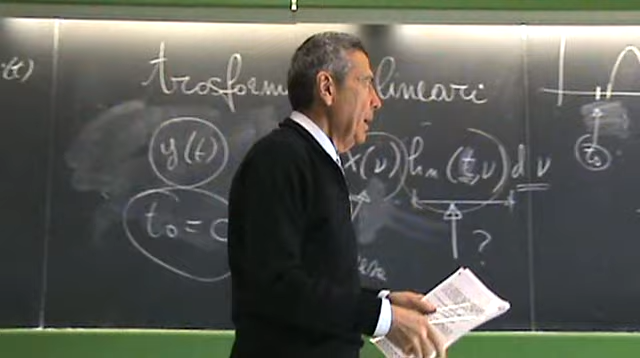 (t)
trasform lineari
y(t) x(ν) hm (t,ν) dν
t0 = 0
?
t0